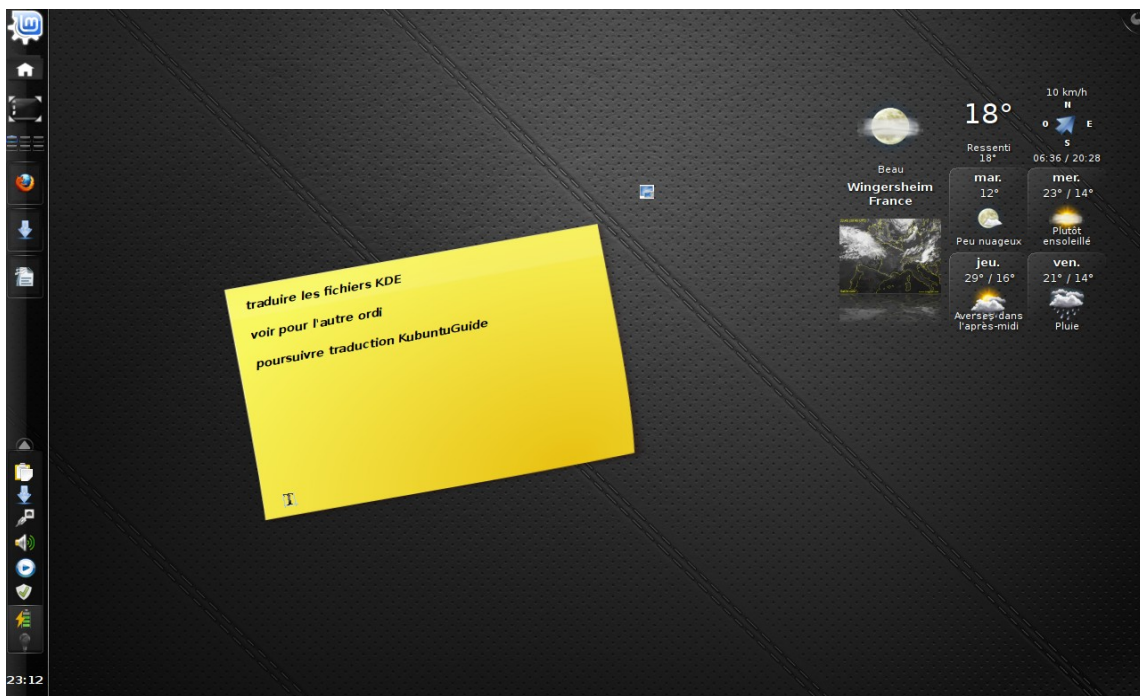 traduire les fichiers KDE
voir pour l'autre ordi
poursuivre traduction KubuntuGuide
Beau
Wingersheim
France
18°
Ressenti
18°
10 km/h
N
O E
S
06:36 / 20:28
mar.
12°
Peu nuageux
mer.
23° / 14°
Plutôt
ensoleillé
jeu.
29° / 16°
Averses dans
l'après-midi
ven.
21° / 14°
Pluie
T
23:12